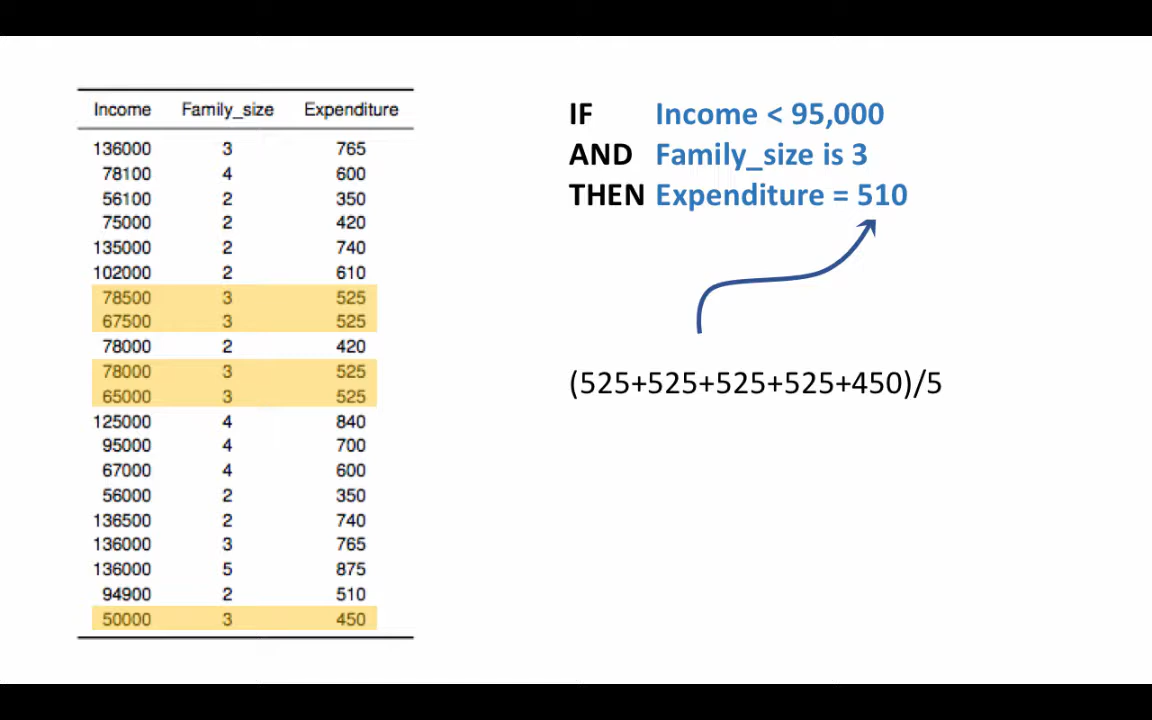 Income Family_size Expenditure
136000 3 765
78100 4 600
56100 2 350
75000 2 420
135000 2 740
102000 2 610
78500 3 525
67500 3 525
78000 2 420
78000 3 525
65000 3 525
125000 4 840
95000 4 700
67000 4 600
56000 2 350
136500 2 740
136000 3 765
136000 5 875
94900 2 510
50000 3 450
IF Income < 95,000
AND Family_size is 3
THEN Expenditure = 510
(525+525+525+525+450)/5